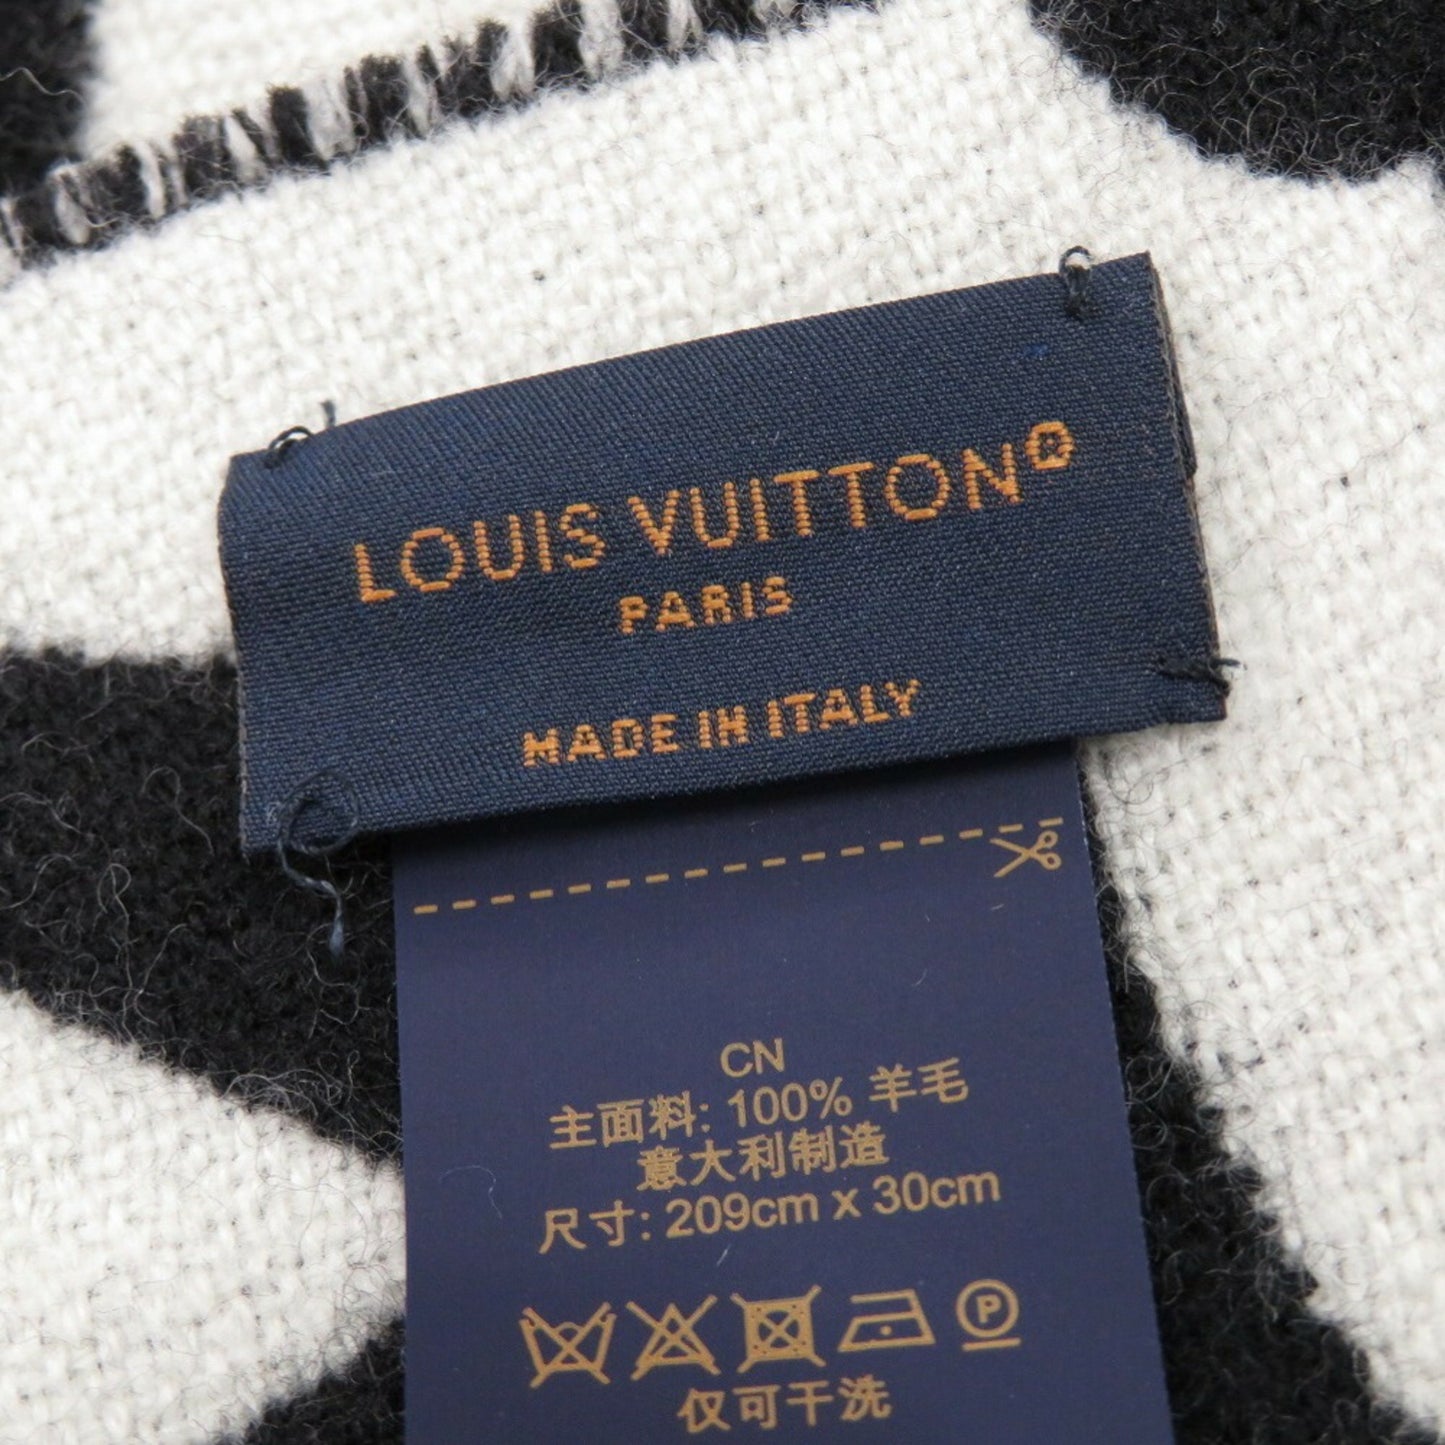 LOUIS VUITTON®
PARIS
MADE IN ITALY
CN
主面料: 100% 羊毛
意大利制造
尺寸: 209cm x 30cm
P
仅可干洗